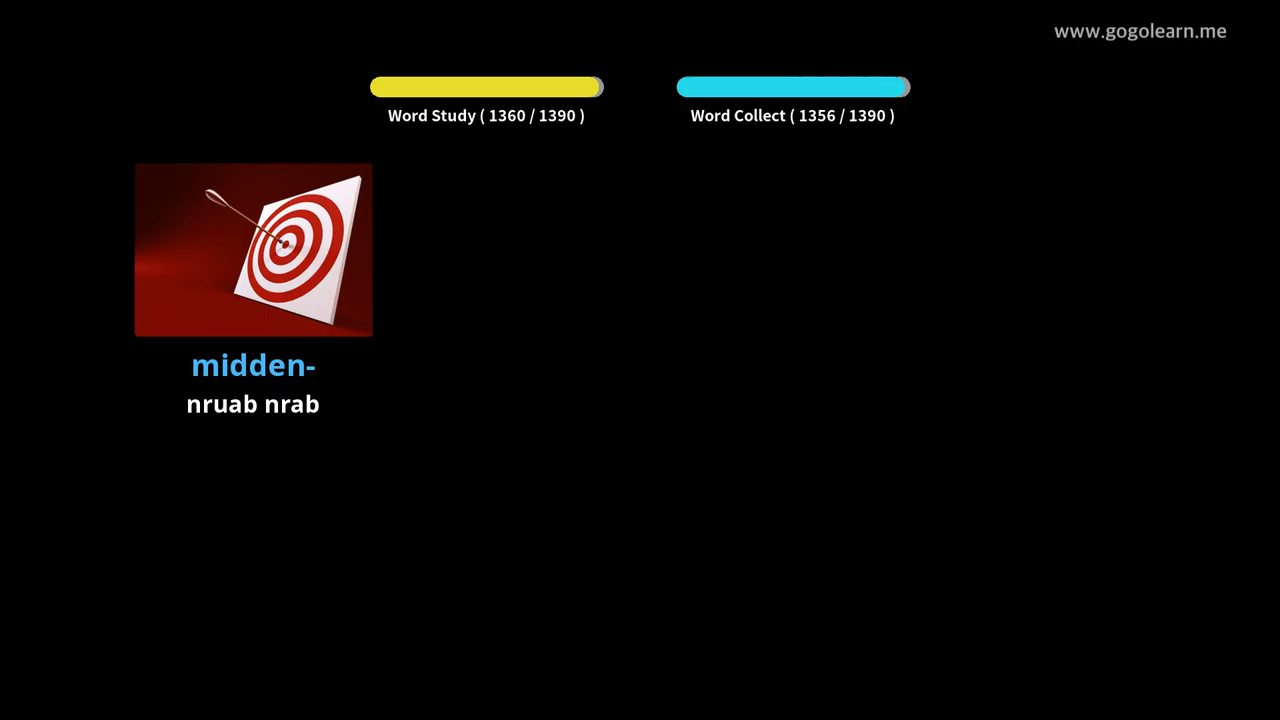 www.gogolearn.me
Word Study ( 1360 / 1390 )
Word Collect ( 1356 / 1390 )
midden-
nruab nrab